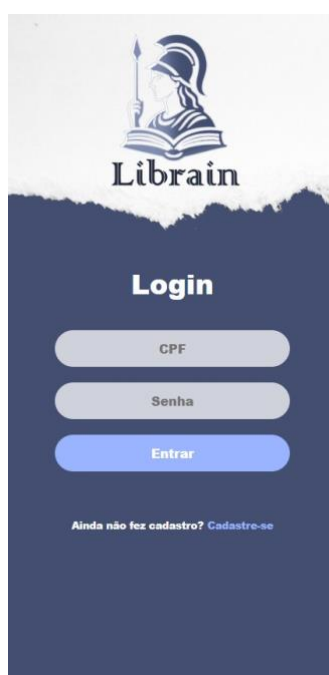 Librain
Login
CPF
Senha
Entrar
Ainda não fez cadastro? Cadastre-se